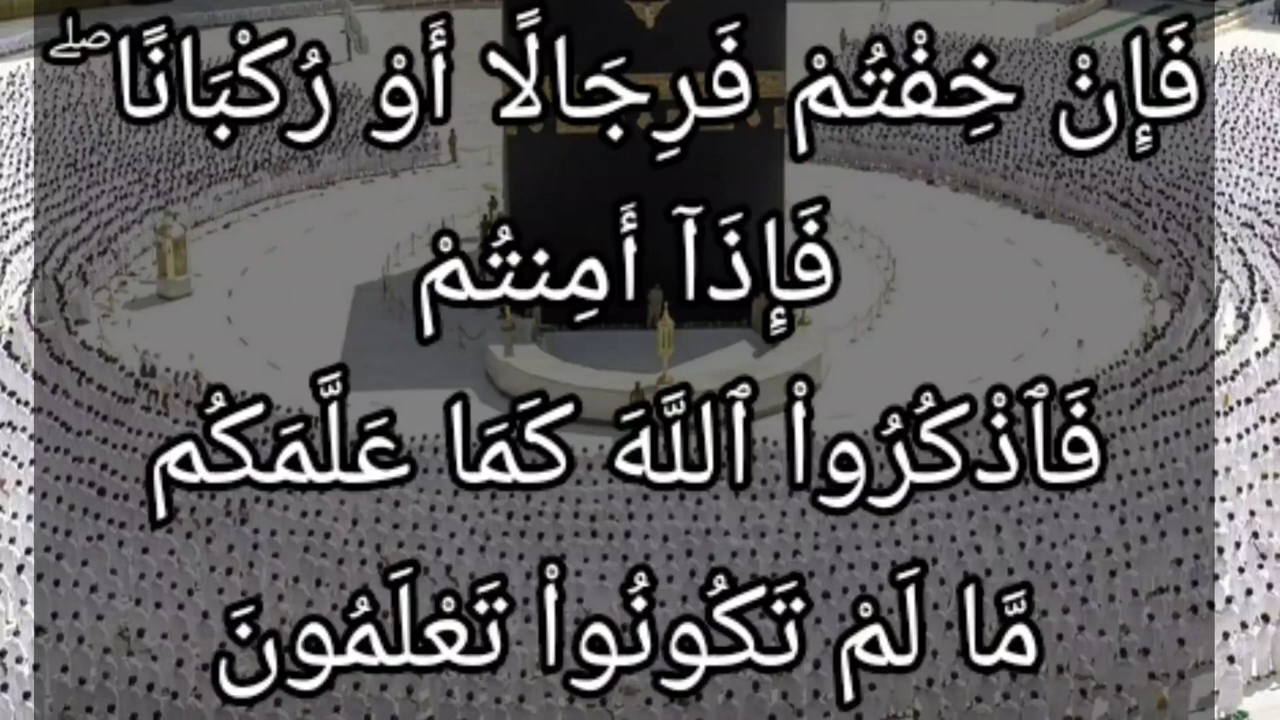 فَإِنْ خِفْتُمْ فَرِجَالًا أَوْ رُكْبَانًا ۖ
فَإِذَآ أَمِنتُمْ
فَٱذْكُرُوا۟ ٱللَّهَ كَمَا عَلَّمَكُم
مَّا لَمْ تَكُونُوا۟ تَعْلَمُونَ